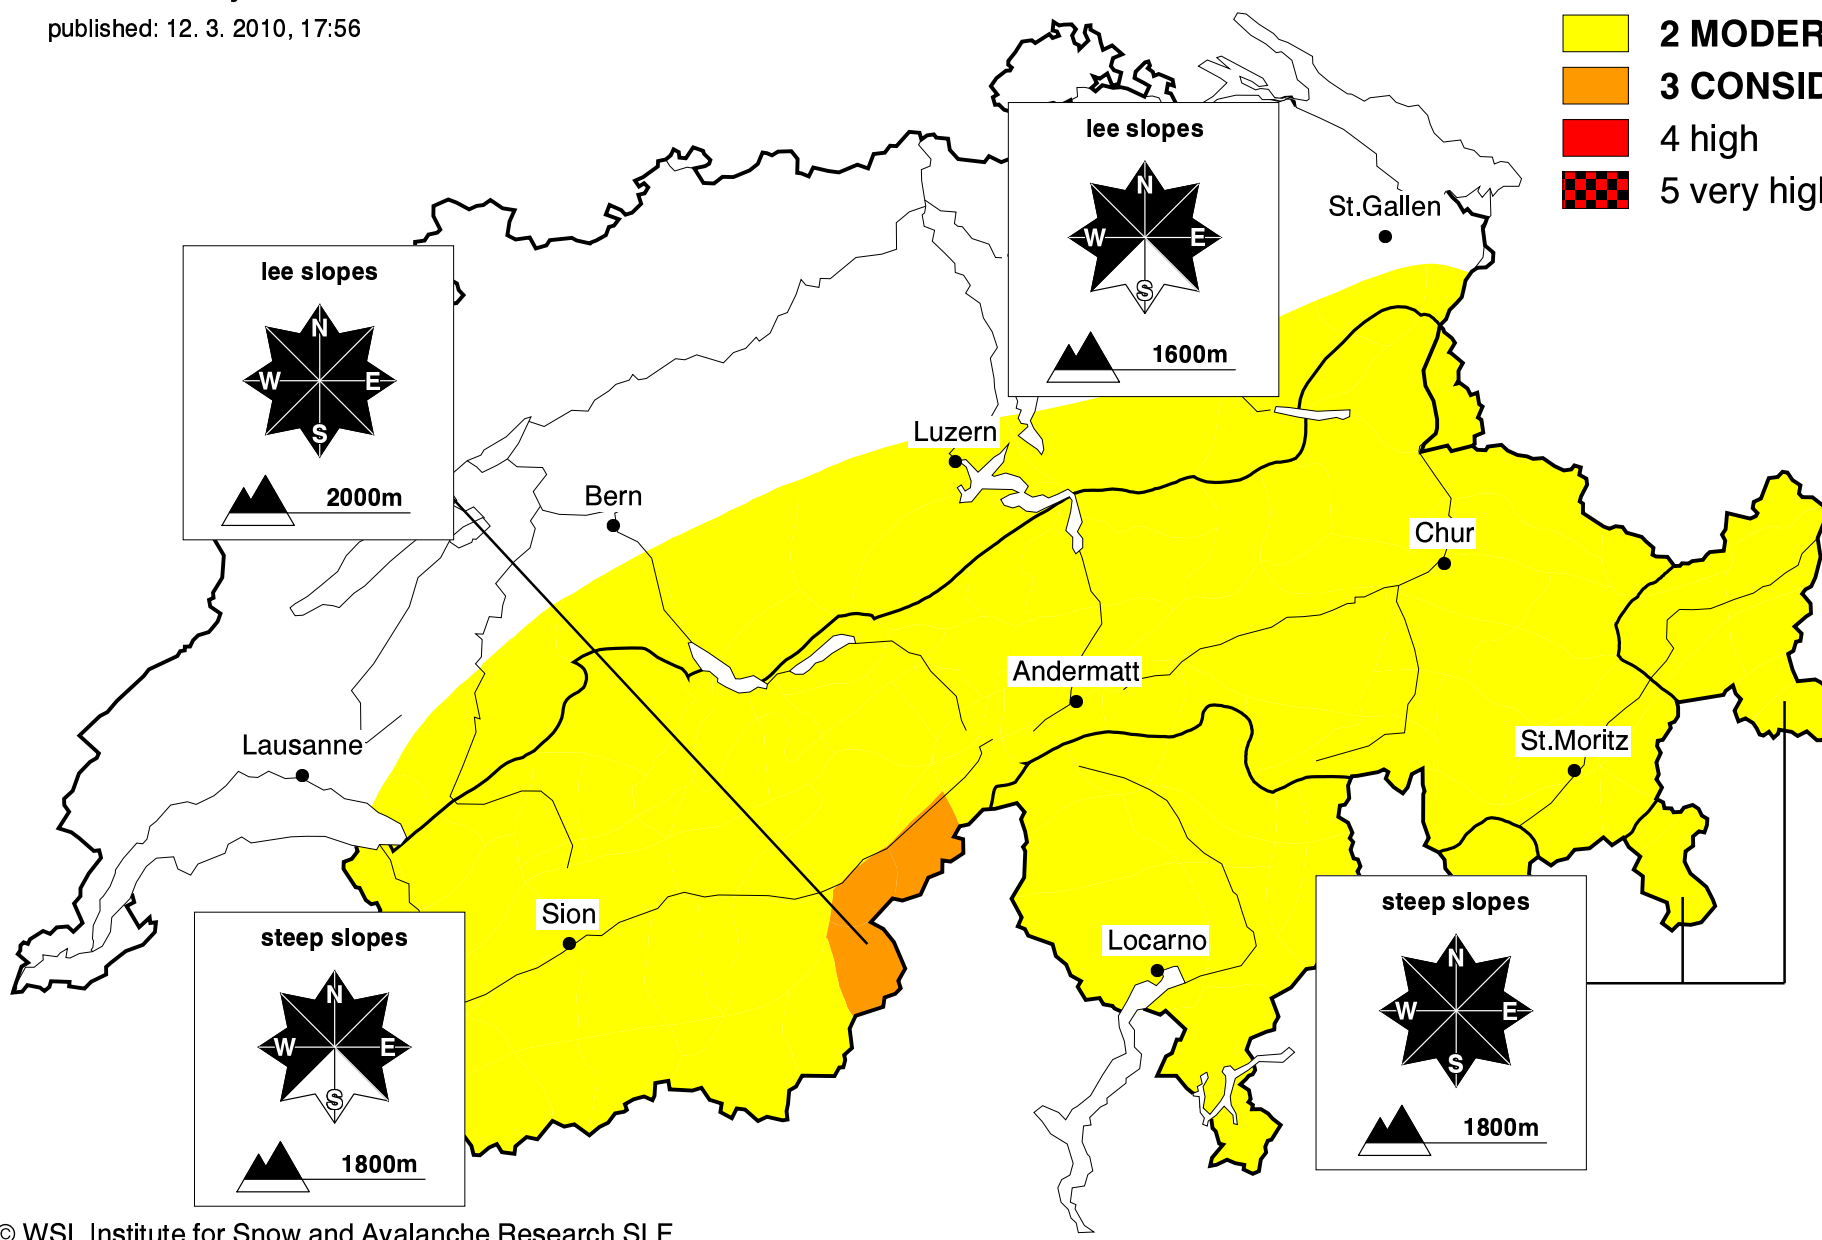 published: 12. 3. 2010, 17:56
2 MODER
3 CONSID
4 high
5 very hig
lee slopes
N
W E
S
1600m
St.Gallen
lee slopes
N
W E
S
2000m
Luzern
Bern
Chur
Andermatt
St.Moritz
Lausanne
Sion
Locarno
steep slopes
N
W E
S
1800m
steep slopes
N
W E
S
1800m
© WSL Institute for Snow and Avalanche Research SLF